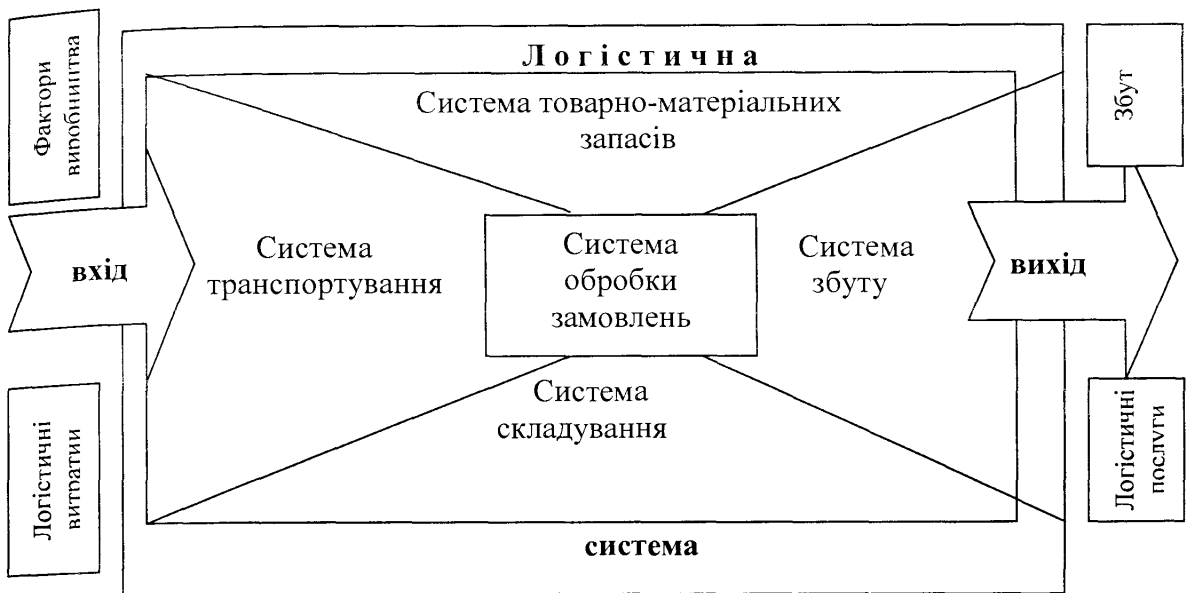 Фактори
виробництва
Логістична
Збут
Система товарно-матеріальних
запасів
вхід
Система
транспортування
Система
обробки
замовлень
Система
збуту
вихід
Система
складування
Логістичні
витрати
Логістичні
послуги
система